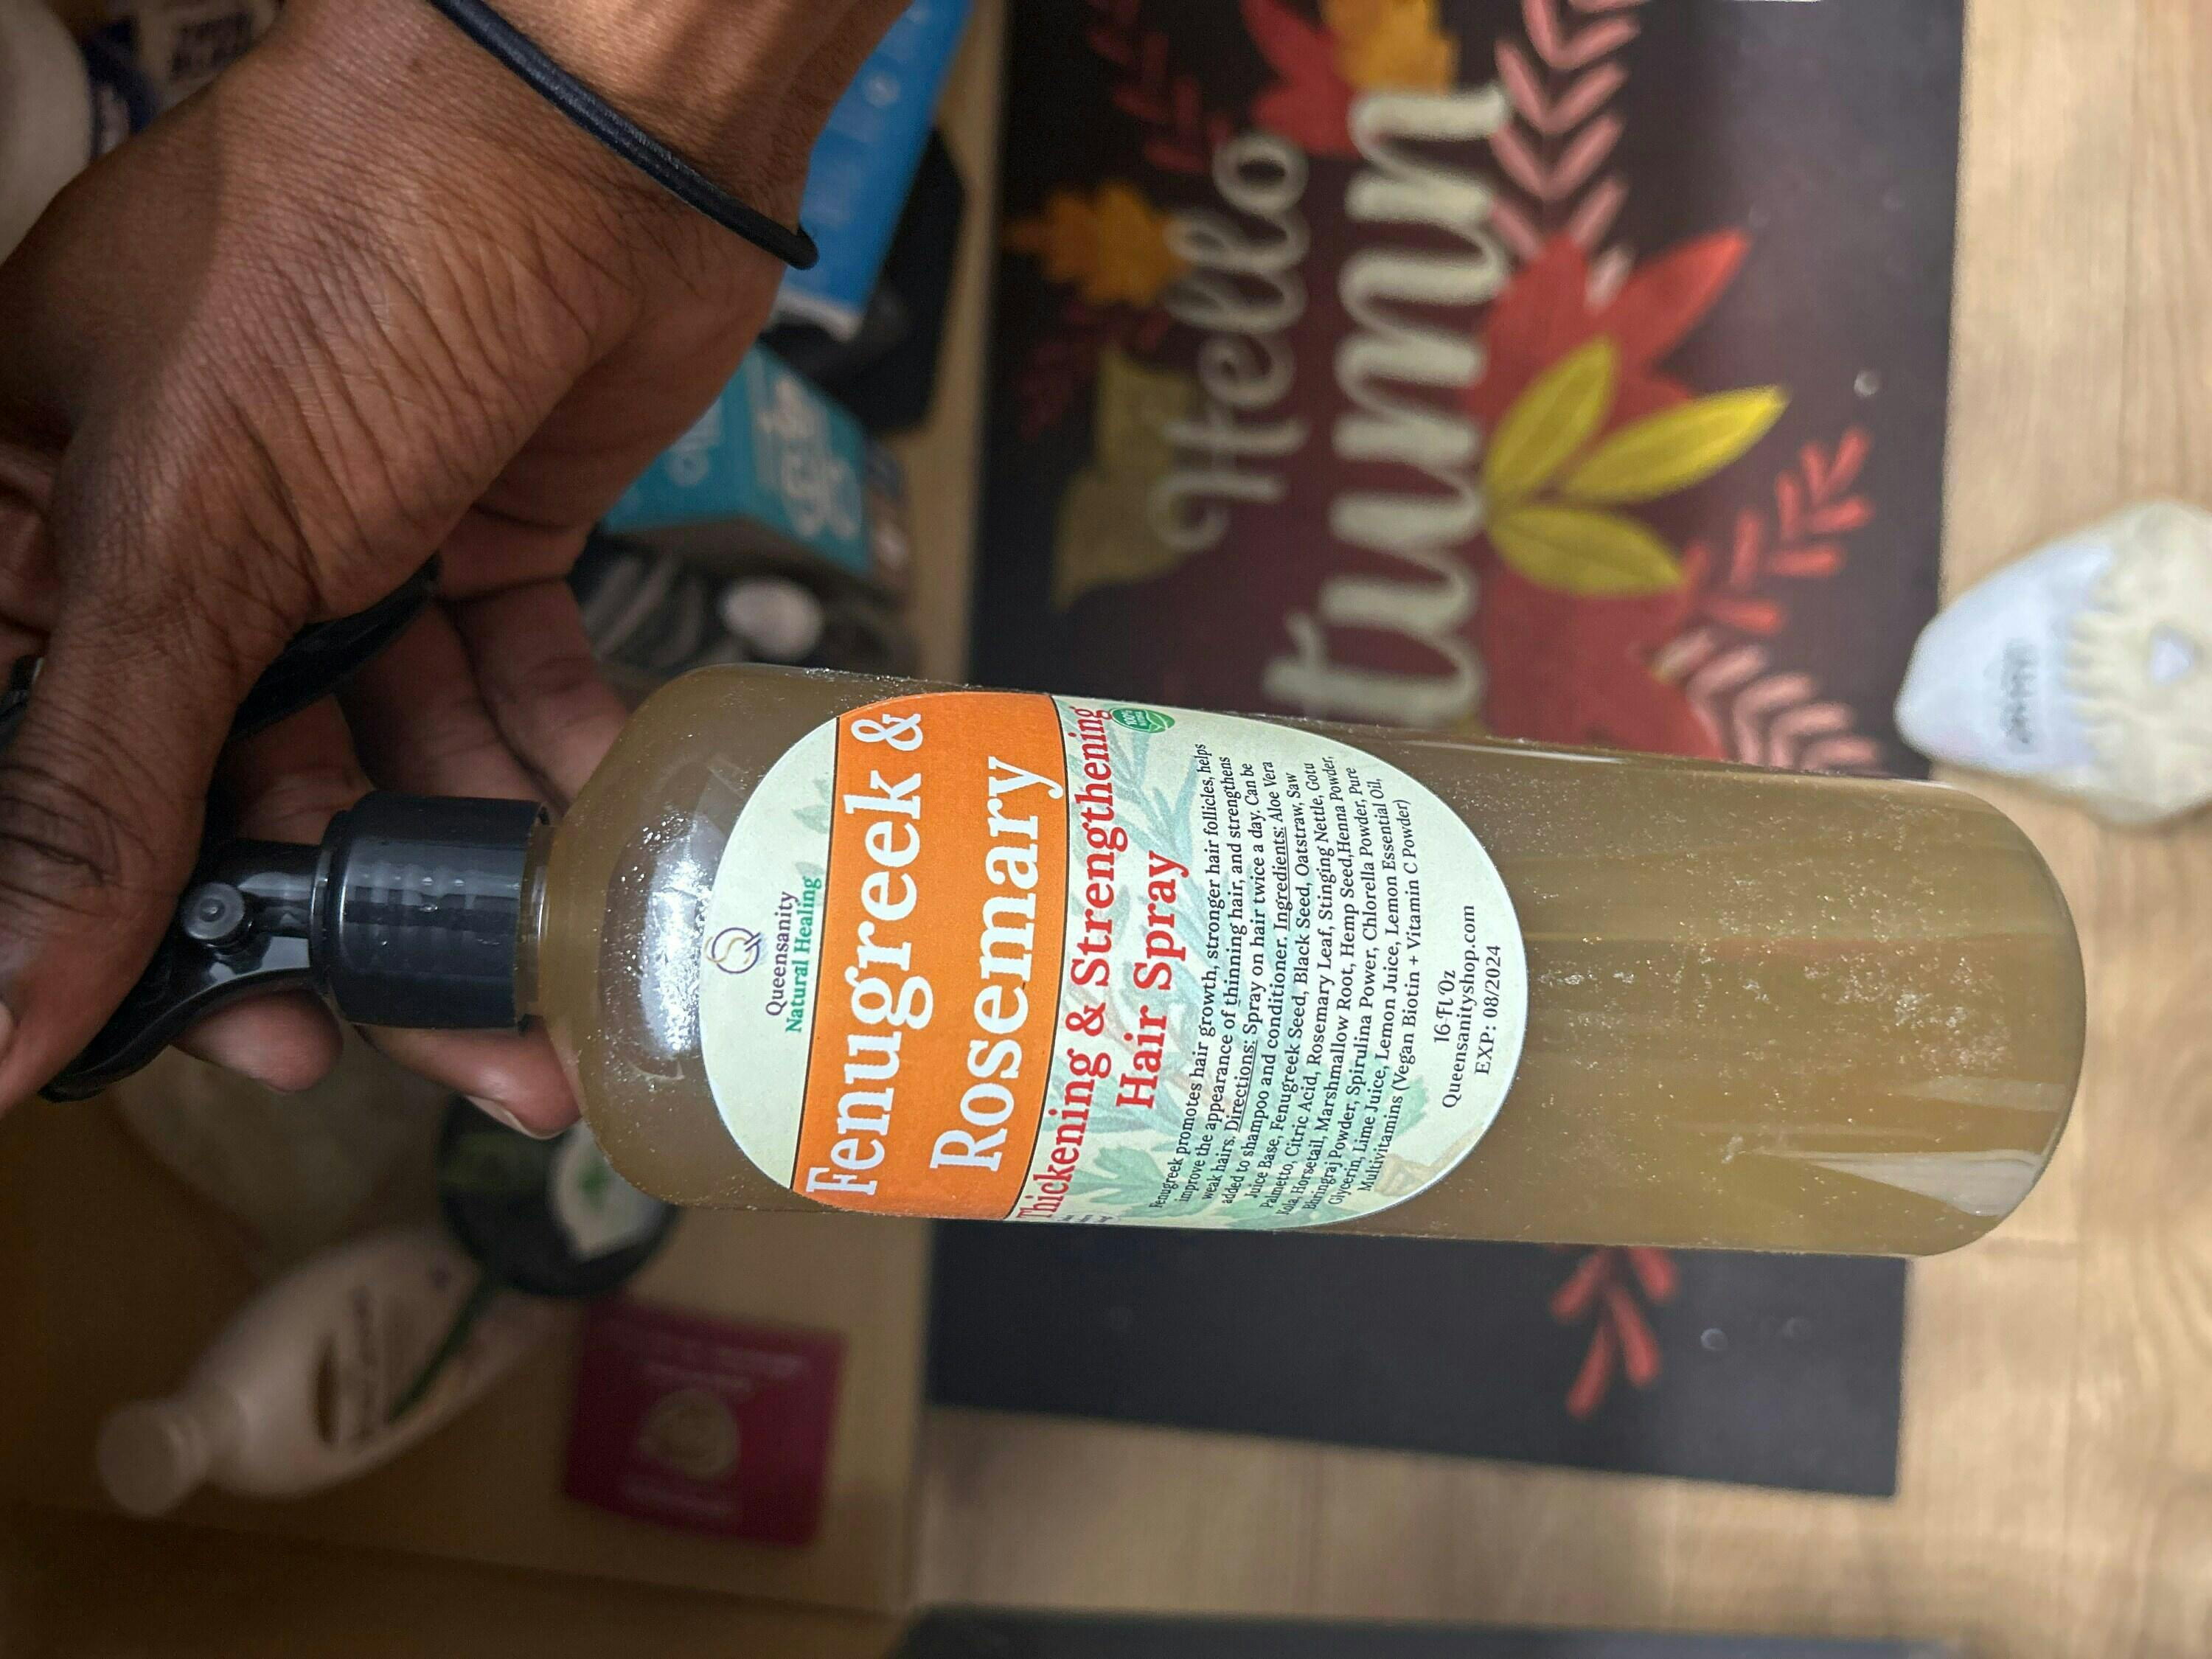 Queensanity
Natural Healing
Fenugreek &
Rosemary
Thickening & Strengthening
Hair Spray
100%
Fenugreek promotes hair growth, stronger hair follicles, helps
improve the appearance of thinning hair, and strengthens
weak hairs. Directions: Spray on hair twice a day. Can be
added to shampoo and conditioner. Ingredients: Aloe Vera
Juice Base, Fenugreek Seed, Black Seed, Oatstraw, Saw
Palmetto, Citric Acid, Rosemary Leaf, Stinging Nettle, Gotu
Kola, Horsetail, Marshmallow Root, Hemp Seed,Henna Powder,
Bhringraj Powder, Spirulina Power, Chlorella Powder, Pure
Glycerin, Lime Juice, Lemon Juice, Lemon Essential Oil,
Multivitamins (Vegan Biotin + Vitamin C Powder)
16 Fl Oz
Queensanityshop.com
EXP: 08/2024
Hello
tumn